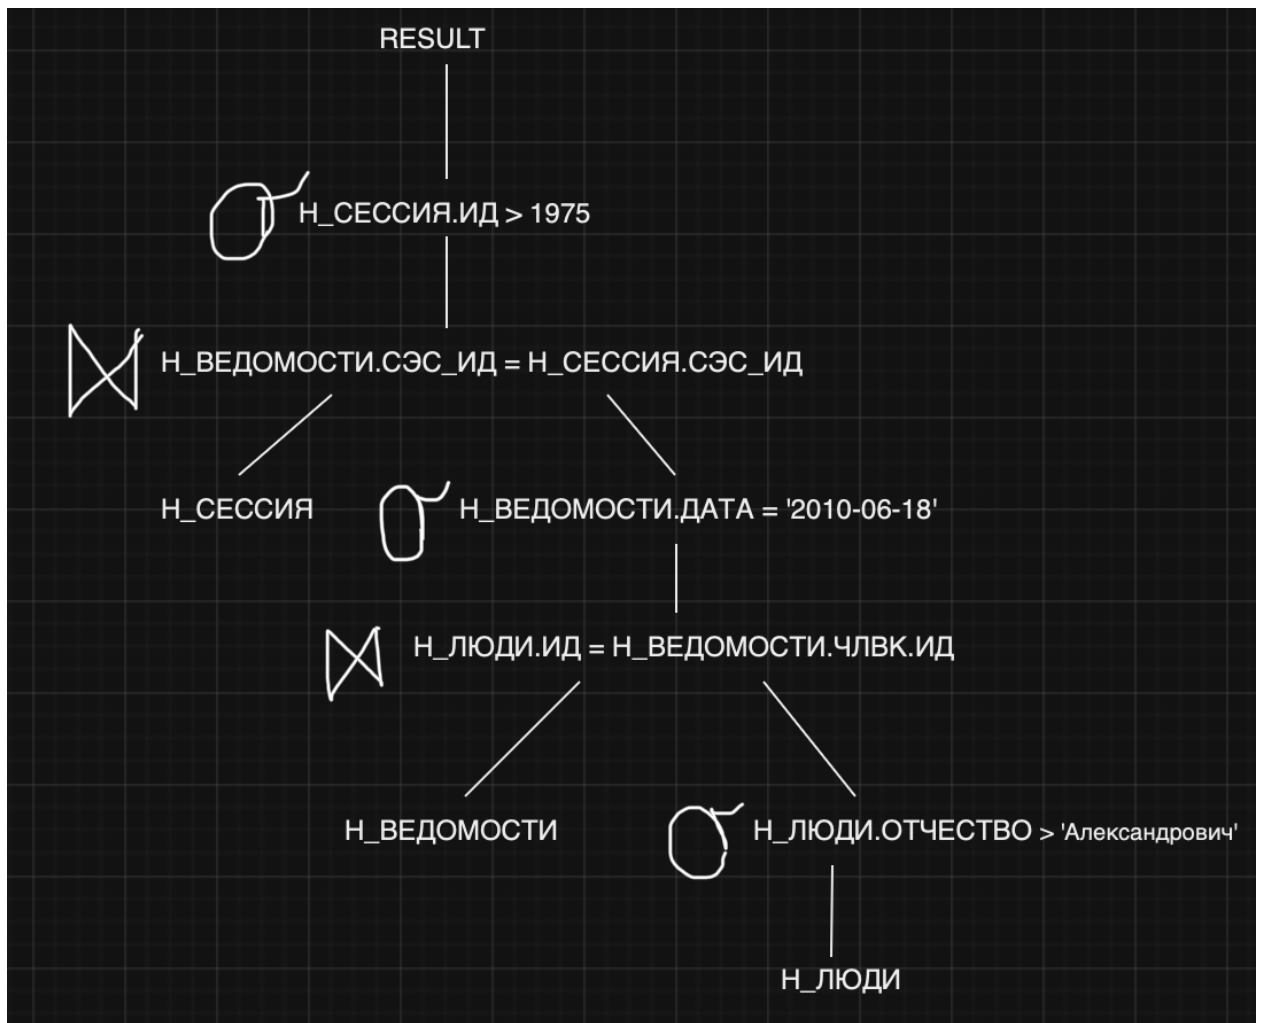 RESULT
Н_СЕССИЯ.ИД > 1975
Н_ВЕДОМОСТИ.СЭС_ИД = Н_СЕССИЯ.СЭС_ИД
Н_СЕССИЯ
Н_ВЕДОМОСТИ.ДАТА = '2010-06-18'
Н_ЛЮДИ.ИД = Н_ВЕДОМОСТИ.ЧЛВК.ИД
Н_ВЕДОМОСТИ
Н_ЛЮДИ.ОТЧЕСТВО > 'Александрович'
Н_ЛЮДИ